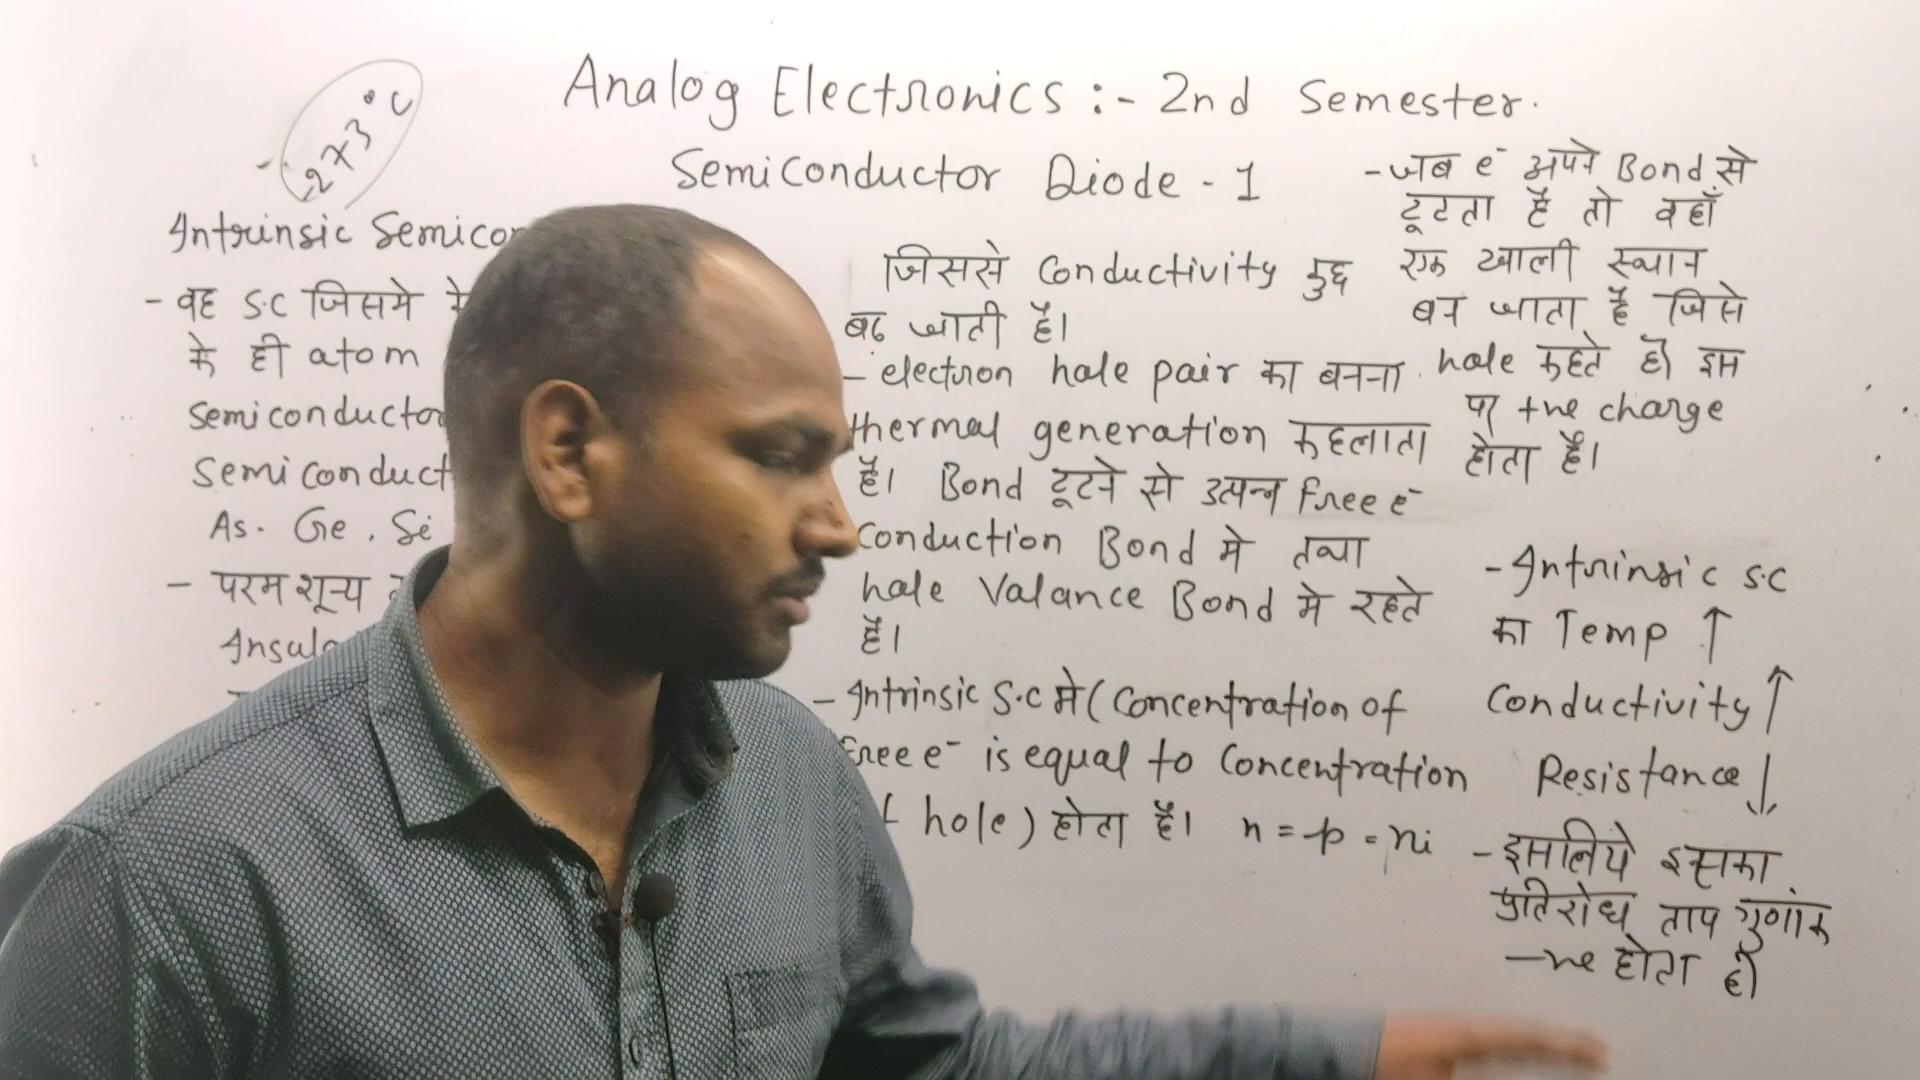 -273°C
Analog Electronics :- 2nd Semester.
Semiconductor Diode - 1
Intrinsic Semico
- वह S.C जिसमे
के ही atom
Semiconductor
Semiconduct
As. Ge, Si
- परम शून्य
Insula
जिससे Conductivity कुछ
बढ जाती है।
- electron hole pair का बनना
thermal generation कहलाता
है। Bond टूटने से उत्पन्न free e⁻
Conduction Bond मे तथा
hole Valance Bond मे रहते
है।
- Intrinsic S.C मे (Concentration of
free e⁻ is equal to Concentration
hole) होता है। n = p = ni
- जब e⁻ अपने Bond से
टूटता है तो वहाँ
एक खाली स्थान
बन जाता है जिसे
hole कहते है। इस
पर +ve charge
होता है।
- Intrinsic S.C
का Temp ↑
Conductivity ↑
Resistance ↓
- इसलिये इसका
प्रतिरोध ताप गुणांक
-ve होता है।